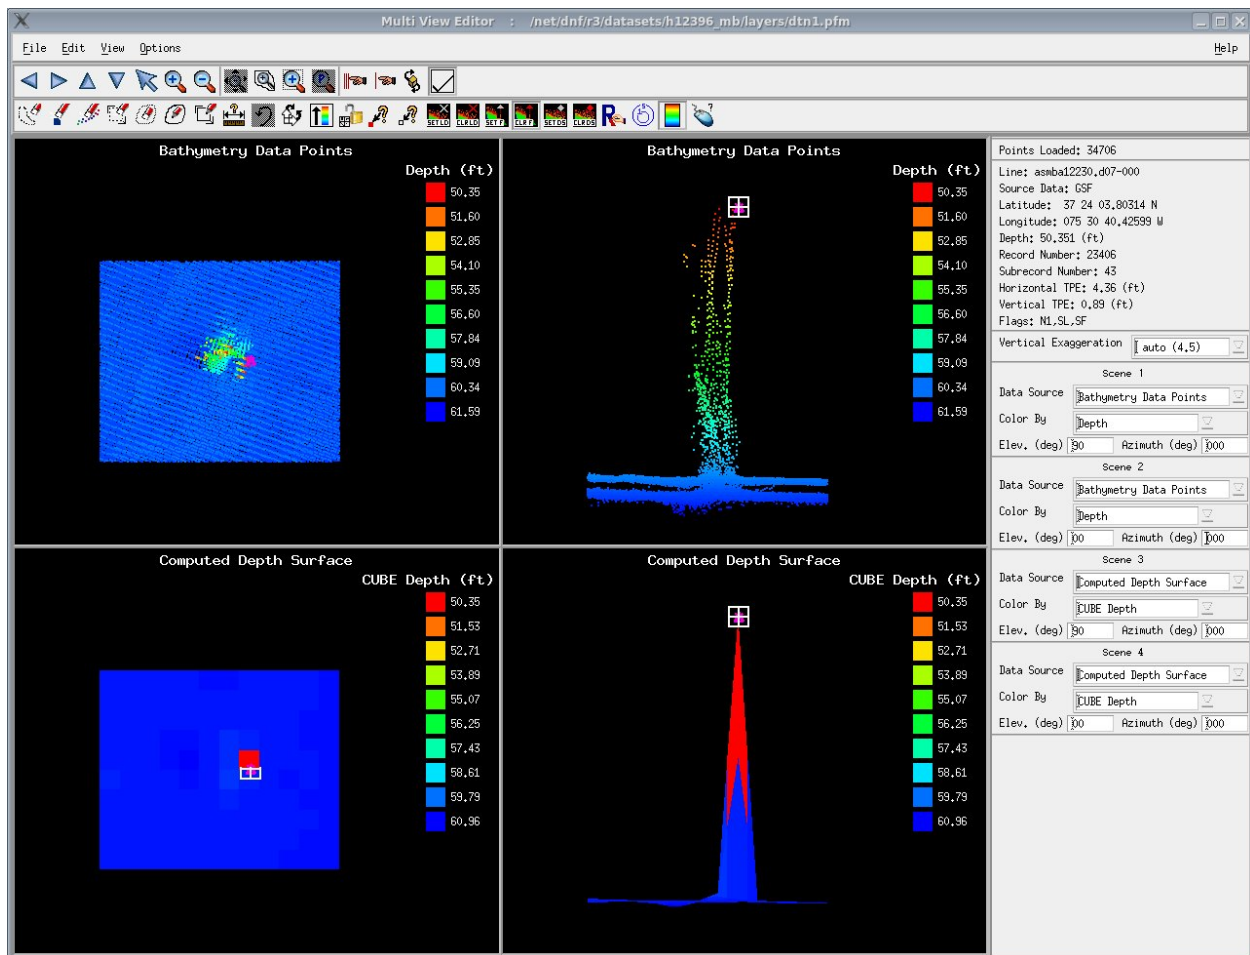 Multi View Editor : /net/dnf/r3/datasets/h12396_mb/layers/dtn1.pfm
File Edit View Options Help
SET LD CLR LD SET F. CLR F. SET DS CLR DS
Bathymetry Data Points
Depth (ft)
50.35
51.60
52.85
54.10
55.35
56.60
57.84
59.09
60.34
61.59
Bathymetry Data Points
Depth (ft)
50.35
51.60
52.85
54.10
55.35
56.60
57.84
59.09
60.34
61.59
Computed Depth Surface
CUBE Depth (ft)
50.35
51.53
52.71
53.89
55.07
56.25
57.43
58.61
59.79
60.96
Computed Depth Surface
CUBE Depth (ft)
50.35
51.53
52.71
53.89
55.07
56.25
57.43
58.61
59.79
60.96
Points Loaded: 34706
Line: asmba12230.d07-000
Source Data: GSF
Latitude: 37 24 03.80314 N
Longitude: 075 30 40.42599 W
Depth: 50.351 (ft)
Record Number: 23406
Subrecord Number: 43
Horizontal TPE: 4.36 (ft)
Vertical TPE: 0.89 (ft)
Flags: N1,SL,SF
Vertical Exaggeration auto (4.5)
Scene 1
Data Source Bathymetry Data Points
Color By Depth
Elev. (deg) 90 Azimuth (deg) 000
Scene 2
Data Source Bathymetry Data Points
Color By Depth
Elev. (deg) 00 Azimuth (deg) 000
Scene 3
Data Source Computed Depth Surface
Color By CUBE Depth
Elev. (deg) 90 Azimuth (deg) 000
Scene 4
Data Source Computed Depth Surface
Color By CUBE Depth
Elev. (deg) 00 Azimuth (deg) 000